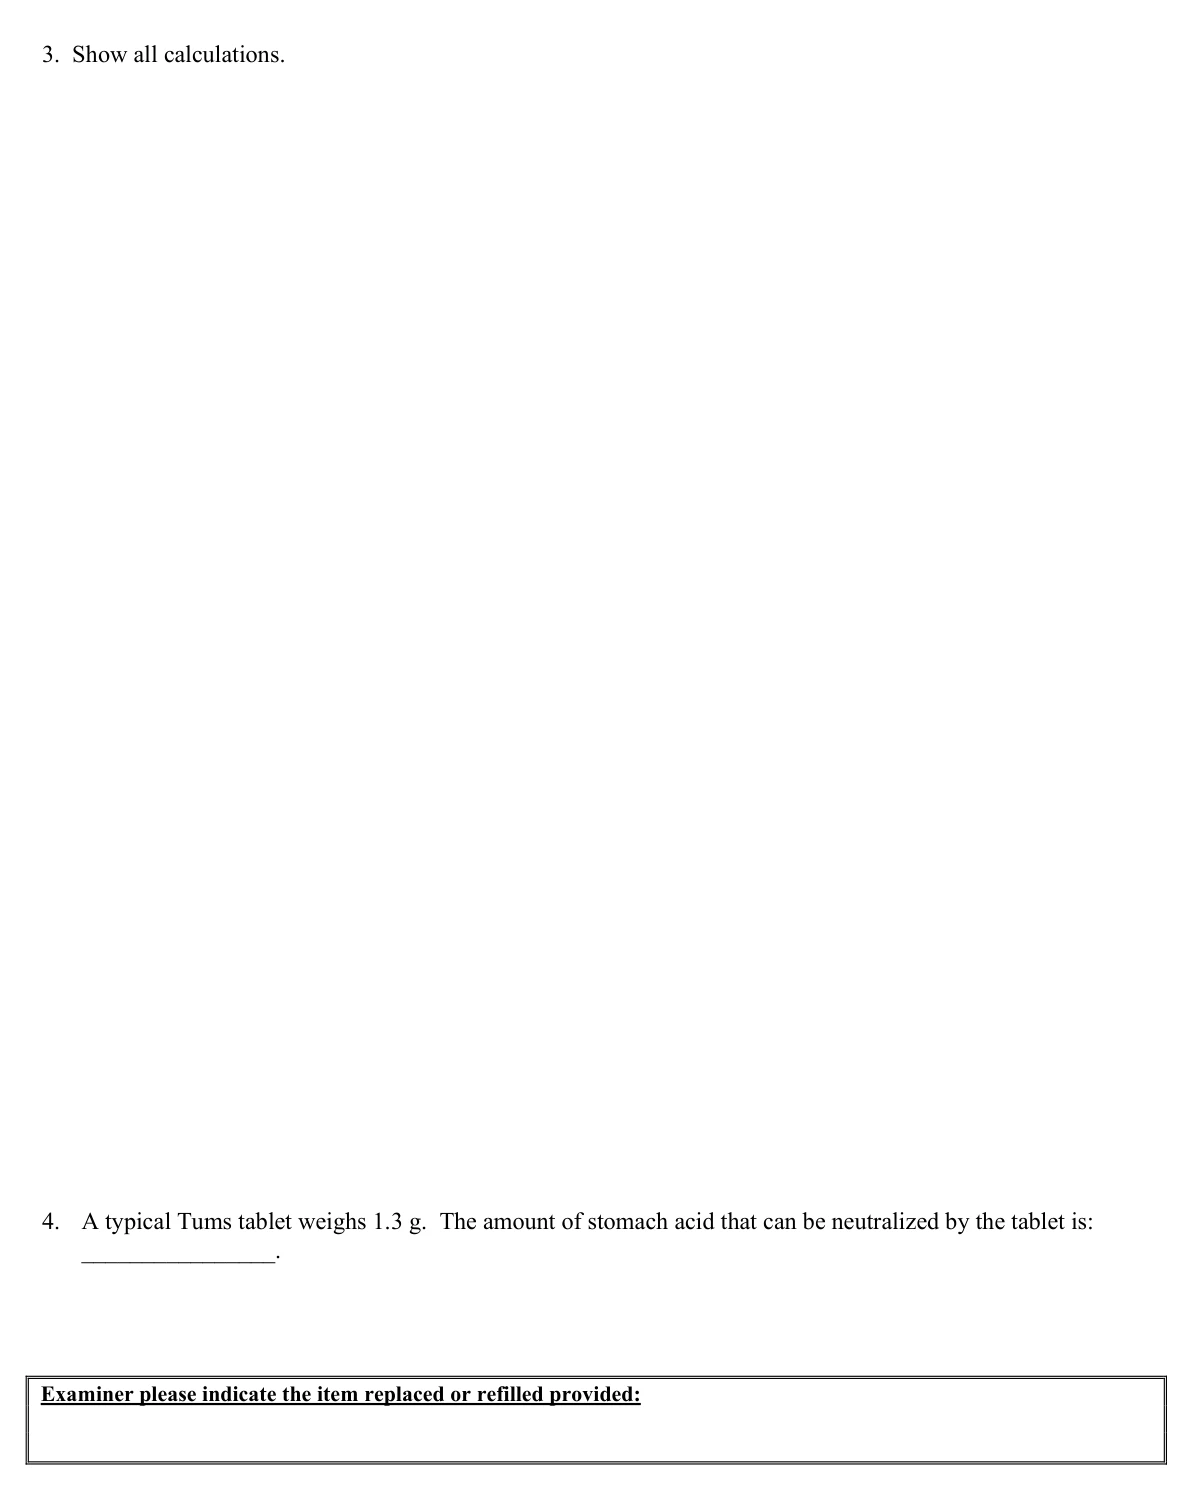 3. Show all calculations.
4. A typical Tums tablet weighs 1.3 g. The amount of stomach acid that can be neutralized by the tablet is:
________________.
Examiner please indicate the item replaced or refilled provided: